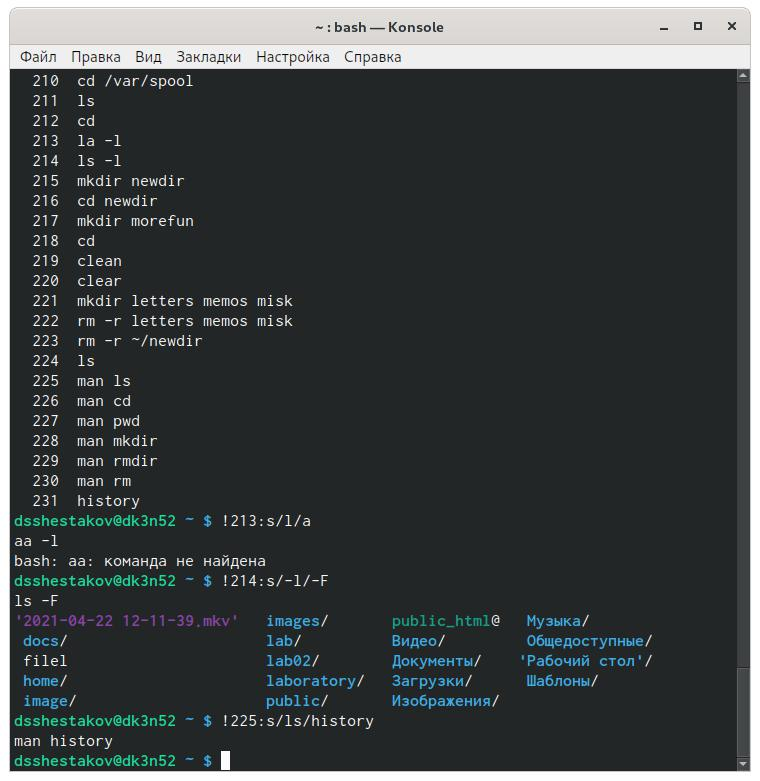 ~ : bash — Konsole
Файл Правка Вид Закладки Настройка Справка
210 cd /var/spool
211 ls
212 cd
213 la -l
214 ls -l
215 mkdir newdir
216 cd newdir
217 mkdir morefun
218 cd
219 clean
220 clear
221 mkdir letters memos misk
222 rm -r letters memos misk
223 rm -r ~/newdir
224 ls
225 man ls
226 man cd
227 man pwd
228 man mkdir
229 man rmdir
230 man rm
231 history
dsshestakov@dk3n52 ~ $ !213:s/l/a
aa -l
bash: aa: команда не найдена
dsshestakov@dk3n52 ~ $ !214:s/-l/-F
ls -F
'2021-04-22 12-11-39.mkv' images/ public_html@ Музыка/
docs/ lab/ Видео/ Общедоступные/
filel lab02/ Документы/ 'Рабочий стол'/
home/ laboratory/ Загрузки/ Шаблоны/
image/ public/ Изображения/
dsshestakov@dk3n52 ~ $ !225:s/ls/history
man history
dsshestakov@dk3n52 ~ $